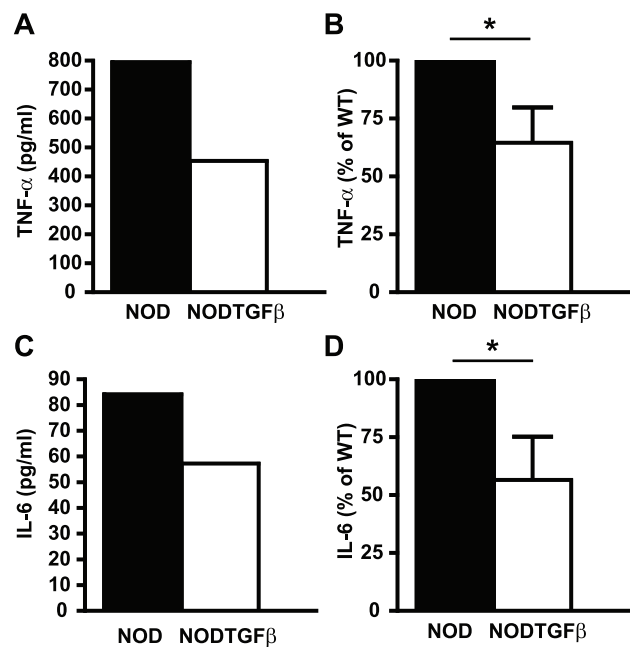 A
TNF-α (pg/ml)
800
700
600
500
400
300
200
100
0
NOD NODTGFβ
B
*
TNF-α (% of WT)
100
75
50
25
0
NOD NODTGFβ
C
IL-6 (pg/ml)
90
80
70
60
50
40
30
20
10
0
NOD NODTGFβ
D
*
IL-6 (% of WT)
100
75
50
25
0
NOD NODTGFβ